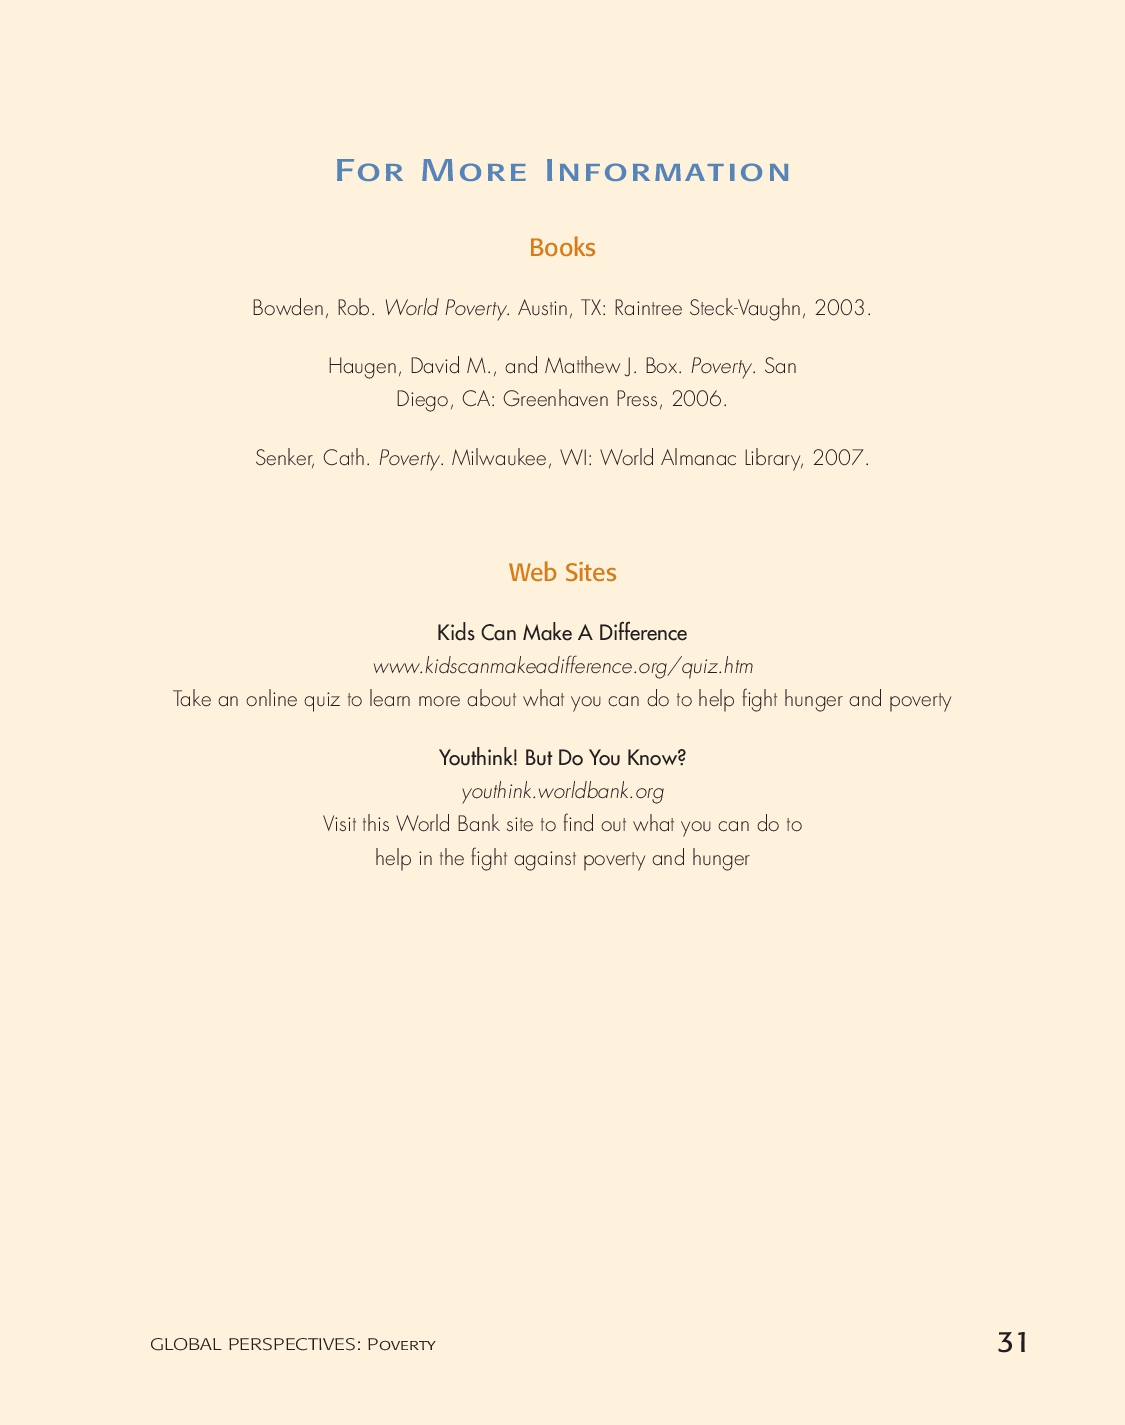 For More Information
Books
Bowden, Rob. World Poverty. Austin, TX: Raintree Steck-Vaughn, 2003.
Haugen, David M., and Matthew J. Box. Poverty. San
Diego, CA: Greenhaven Press, 2006.
Senker, Cath. Poverty. Milwaukee, WI: World Almanac Library, 2007.
Web Sites
Kids Can Make A Difference
www.kidscanmakeadifference.org/quiz.htm
Take an online quiz to learn more about what you can do to help fight hunger and poverty
Youthink! But Do You Know?
youthink.worldbank.org
Visit this World Bank site to find out what you can do to
help in the fight against poverty and hunger
GLOBAL PERSPECTIVES: Poverty 31